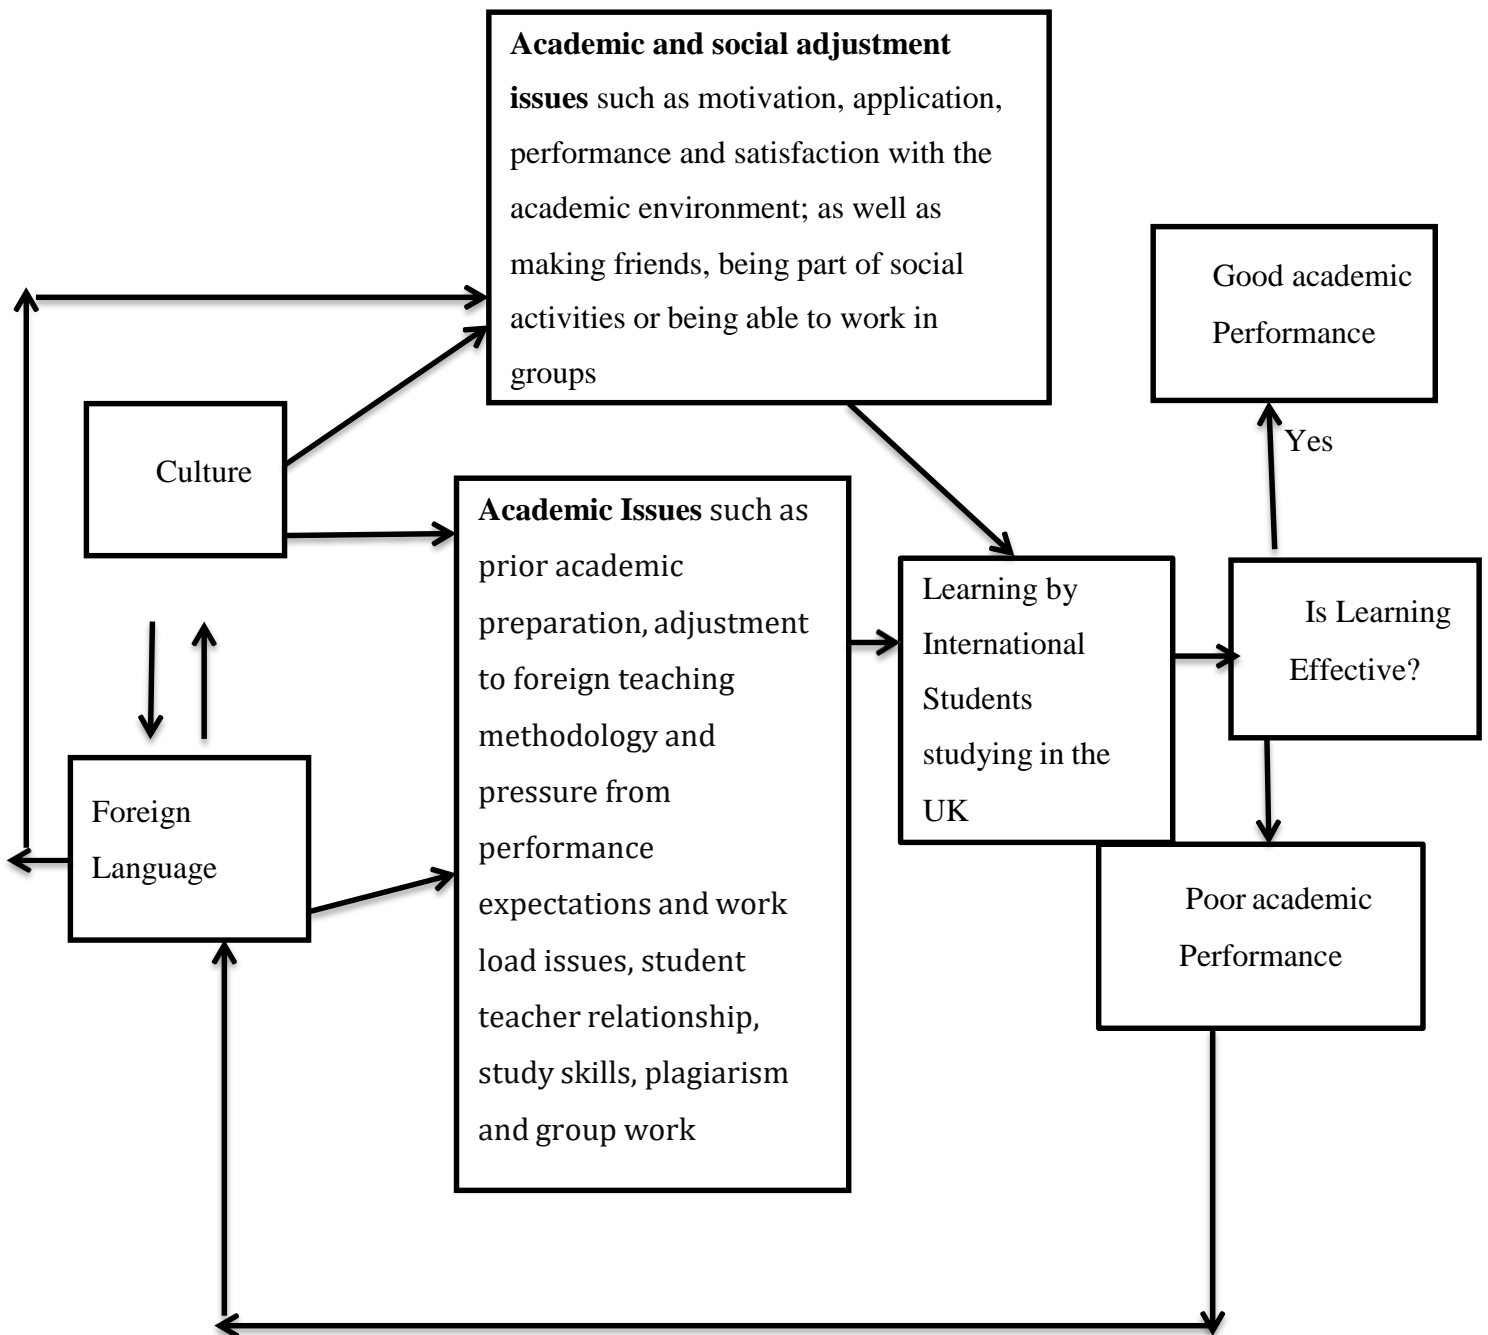 Academic and social adjustment
issues such as motivation, application,
performance and satisfaction with the
academic environment; as well as
making friends, being part of social
activities or being able to work in
groups
Good academic
Performance
Yes
Culture
Academic Issues such as
prior academic
preparation, adjustment
to foreign teaching
methodology and
pressure from
performance
expectations and work
load issues, student
teacher relationship,
study skills, plagiarism
and group work
Learning by
International
Students
studying in the
UK
Is Learning
Effective?
Foreign
Language
Poor academic
Performance